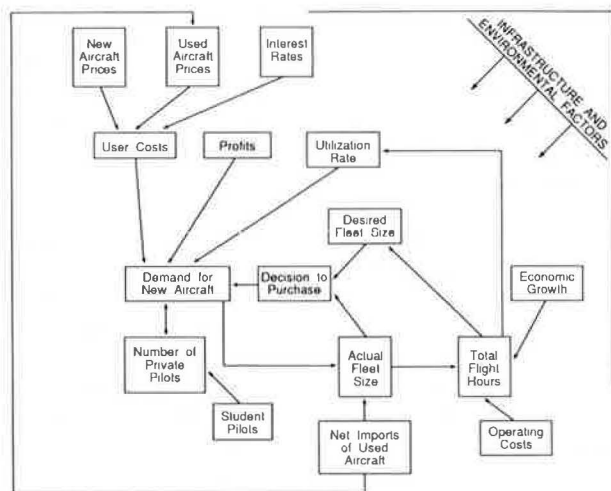 New
Aircraft
Prices
Used
Aircraft
Prices
Interest
Rates
INFRASTRUCTURE AND
ENVIRONMENTAL FACTORS
User Costs
Profits
Utilization
Rate
Desired
Fleet Size
Demand for
New Aircraft
Decision to
Purchase
Economic
Growth
Number of
Private
Pilots
Actual
Fleet
Size
Total
Flight
Hours
Student
Pilots
Net Imports
of Used
Aircraft
Operating
Costs